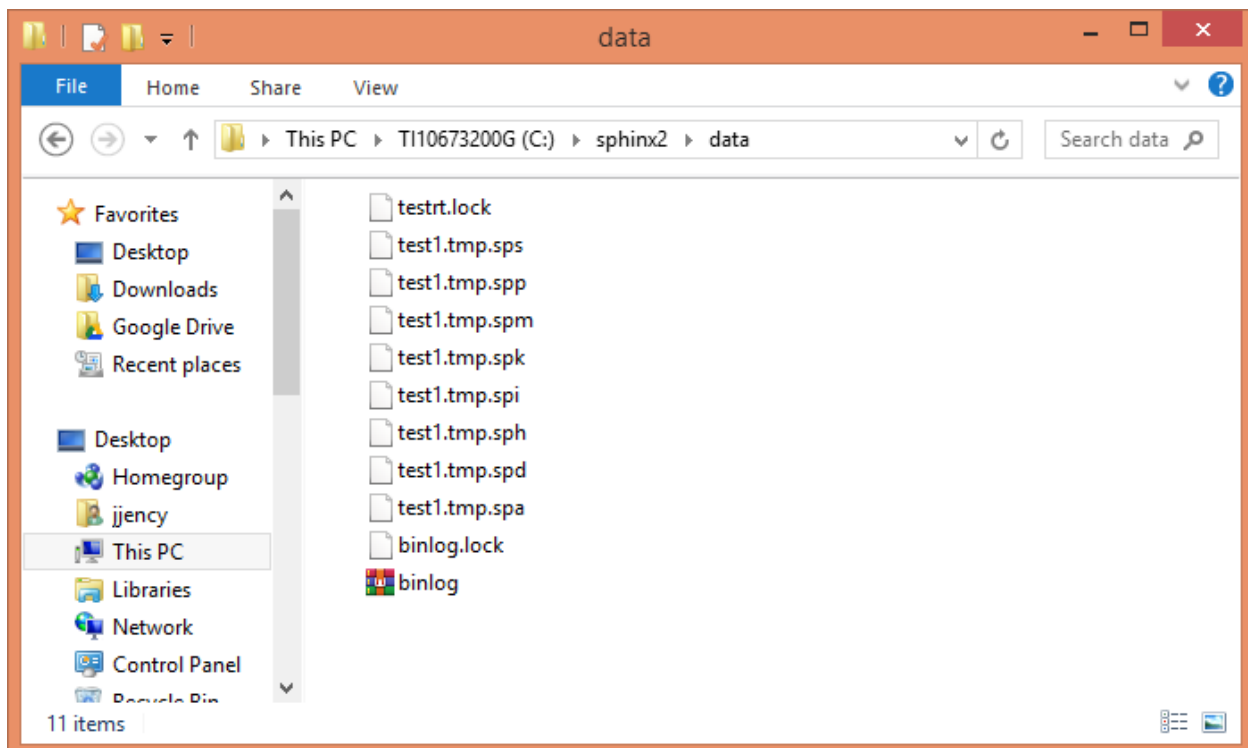 data
File Home Share View
This PC TI10673200G (C:) sphinx2 data Search data
Favorites
Desktop
Downloads
Google Drive
Recent places
Desktop
Homegroup
jjency
This PC
Libraries
Network
Control Panel
Recycle Bin
testrt.lock
test1.tmp.sps
test1.tmp.spp
test1.tmp.spm
test1.tmp.spk
test1.tmp.spi
test1.tmp.sph
test1.tmp.spd
test1.tmp.spa
binlog.lock
binlog
11 items